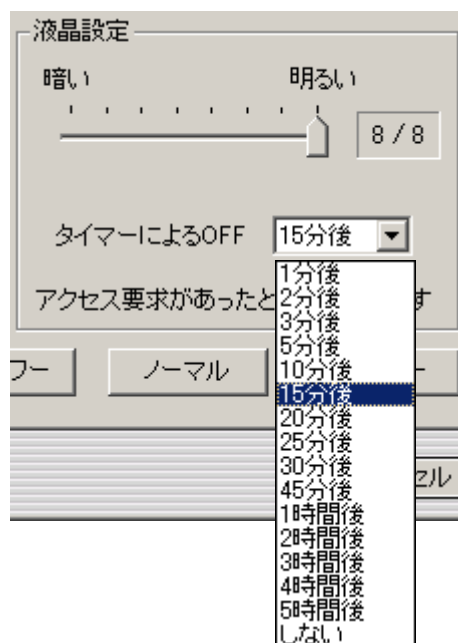 液晶設定
暗い 明るい
8 / 8
タイマーによるOFF 15分後
アクセス要求があったと
す
1分後
2分後
3分後
5分後
10分後
15分後
20分後
25分後
30分後
45分後
1時間後
2時間後
3時間後
4時間後
5時間後
しない
ワー
ノーマル
ー
セル